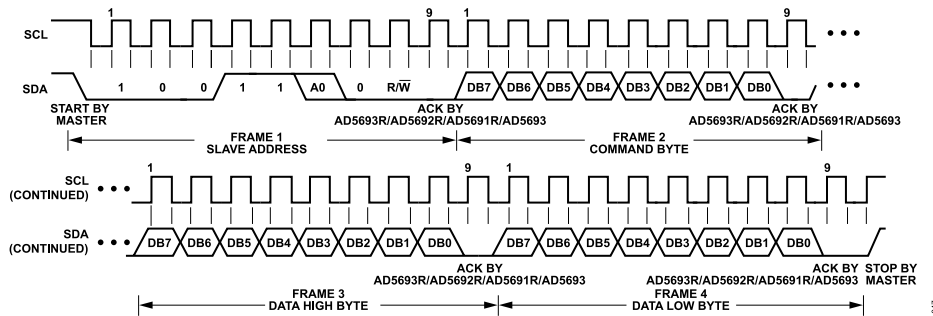 1 9 1 9
SCL
SDA 1 0 0 1 1 A0 0 R/W DB7 DB6 DB5 DB4 DB3 DB2 DB1 DB0
START BY MASTER
ACK BY AD5693R/AD5692R/AD5691R/AD5693
ACK BY AD5693R/AD5692R/AD5691R/AD5693
FRAME 1 SLAVE ADDRESS
FRAME 2 COMMAND BYTE
1 9 1 9
SCL (CONTINUED)
SDA (CONTINUED) DB7 DB6 DB5 DB4 DB3 DB2 DB1 DB0 DB7 DB6 DB5 DB4 DB3 DB2 DB1 DB0
ACK BY AD5693R/AD5692R/AD5691R/AD5693
ACK BY AD5693R/AD5692R/AD5691R/AD5693
STOP BY MASTER
FRAME 3 DATA HIGH BYTE
FRAME 4 DATA LOW BYTE